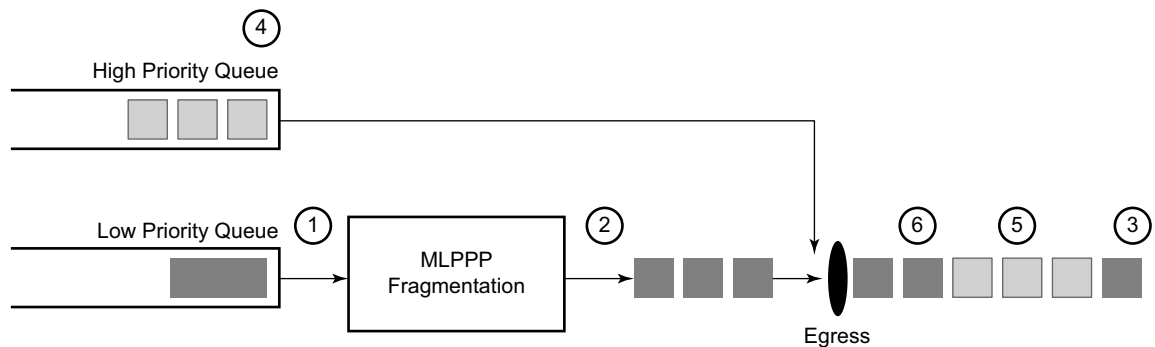 4
High Priority Queue
Low Priority Queue
1
MLPPP
Fragmentation
2
6
5
3
Egress